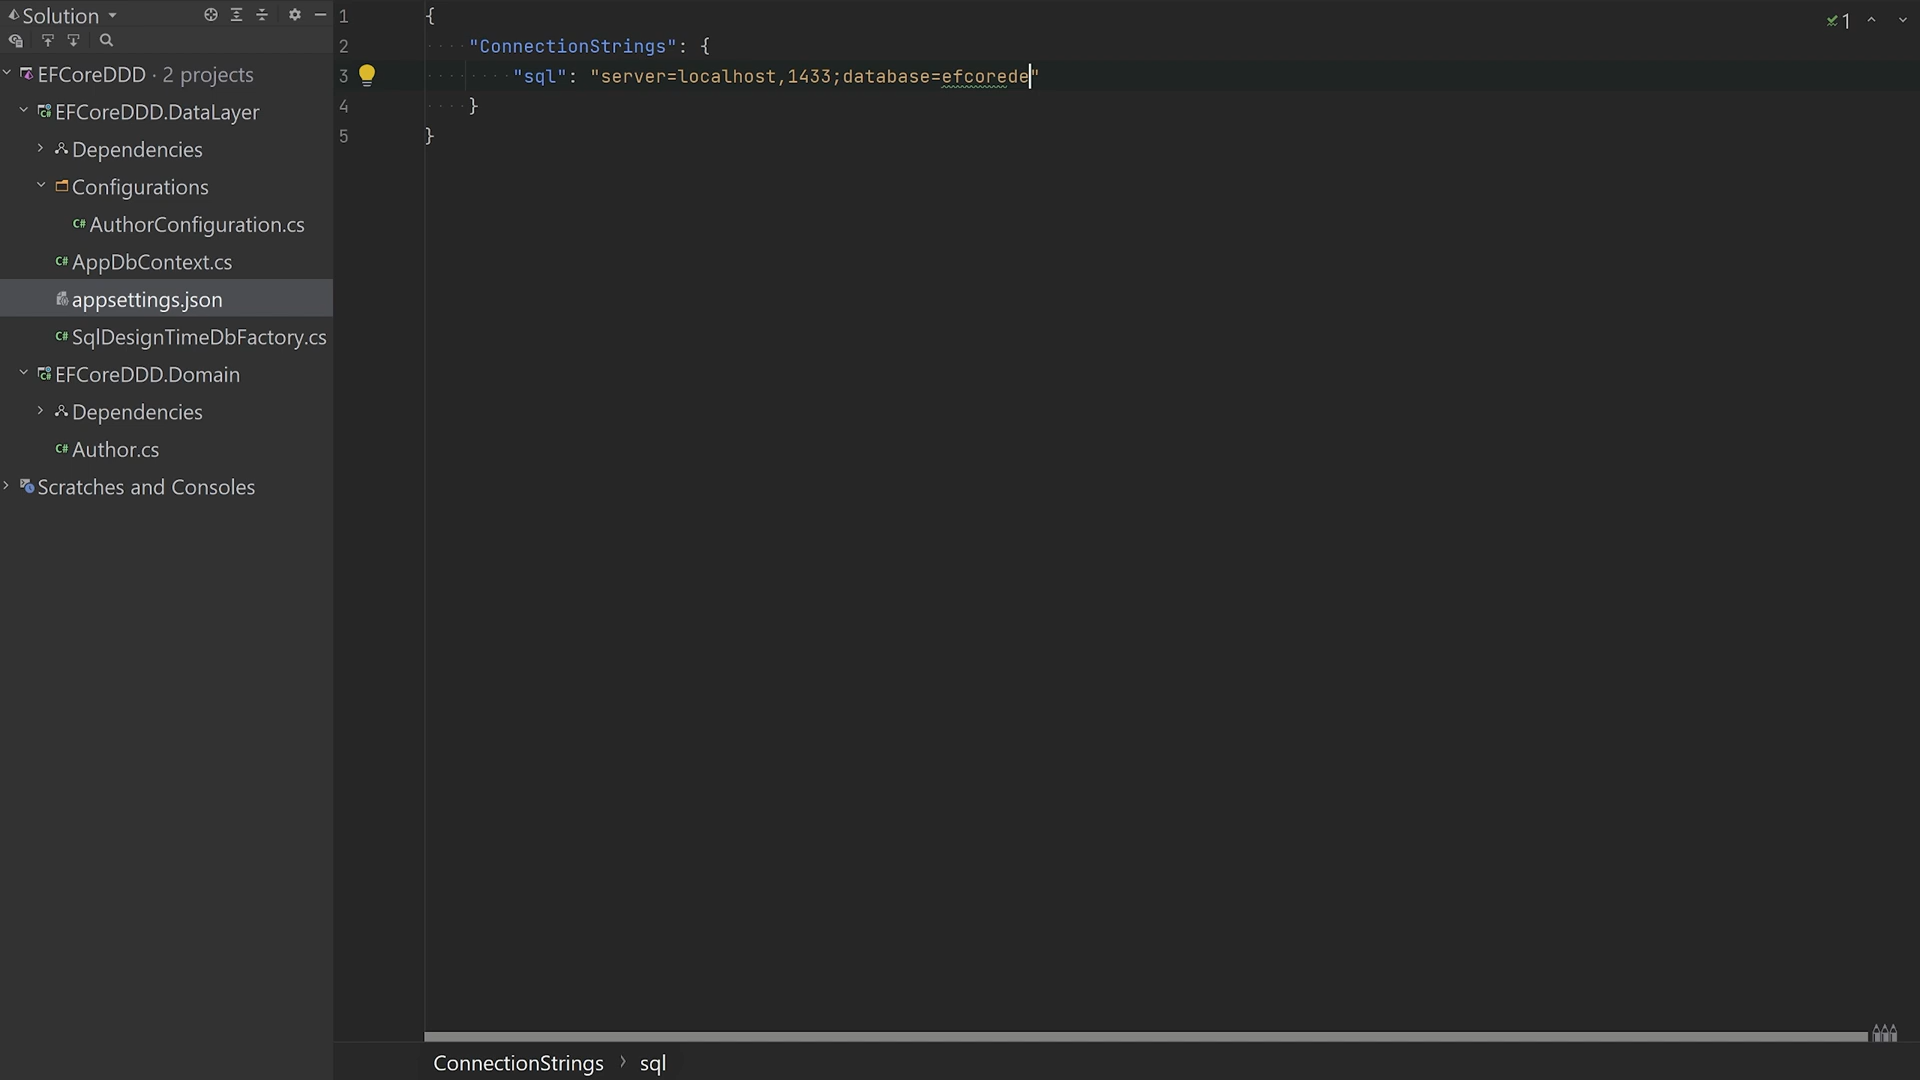 Solution
EFCoreDDD · 2 projects
EFCoreDDD.DataLayer
Dependencies
Configurations
C# AuthorConfiguration.cs
C# AppDbContext.cs
appsettings.json
C# SqlDesignTimeDbFactory.cs
EFCoreDDD.Domain
Dependencies
C# Author.cs
Scratches and Consoles
1 {
2 "ConnectionStrings": {
3 "sql": "server=localhost,1433;database=efcorede"
4 }
5 }
1
ConnectionStrings › sql